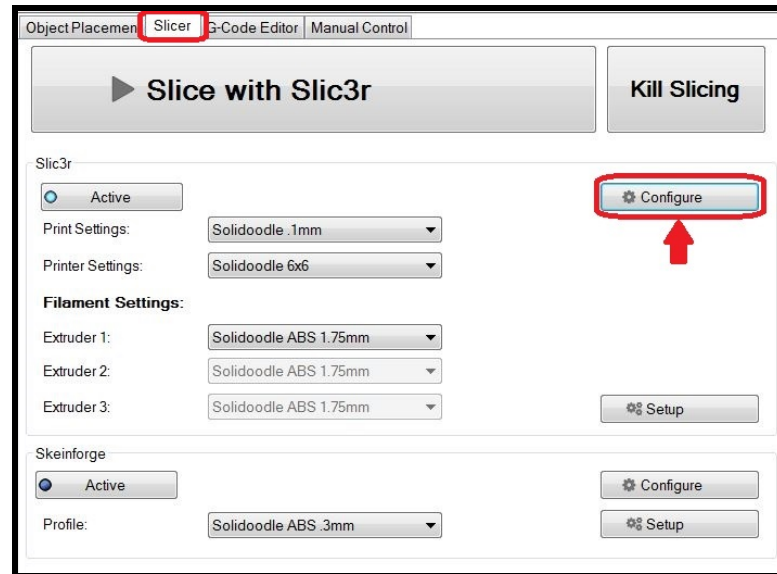 Object Placemen Slicer G-Code Editor Manual Control
Slice with Slic3r Kill Slicing
Slic3r
Active Configure
Print Settings: Solidoodle .1mm
Printer Settings: Solidoodle 6x6
Filament Settings:
Extruder 1: Solidoodle ABS 1.75mm
Extruder 2: Solidoodle ABS 1.75mm
Extruder 3: Solidoodle ABS 1.75mm Setup
Skeinforge
Active Configure
Profile: Solidoodle ABS .3mm Setup